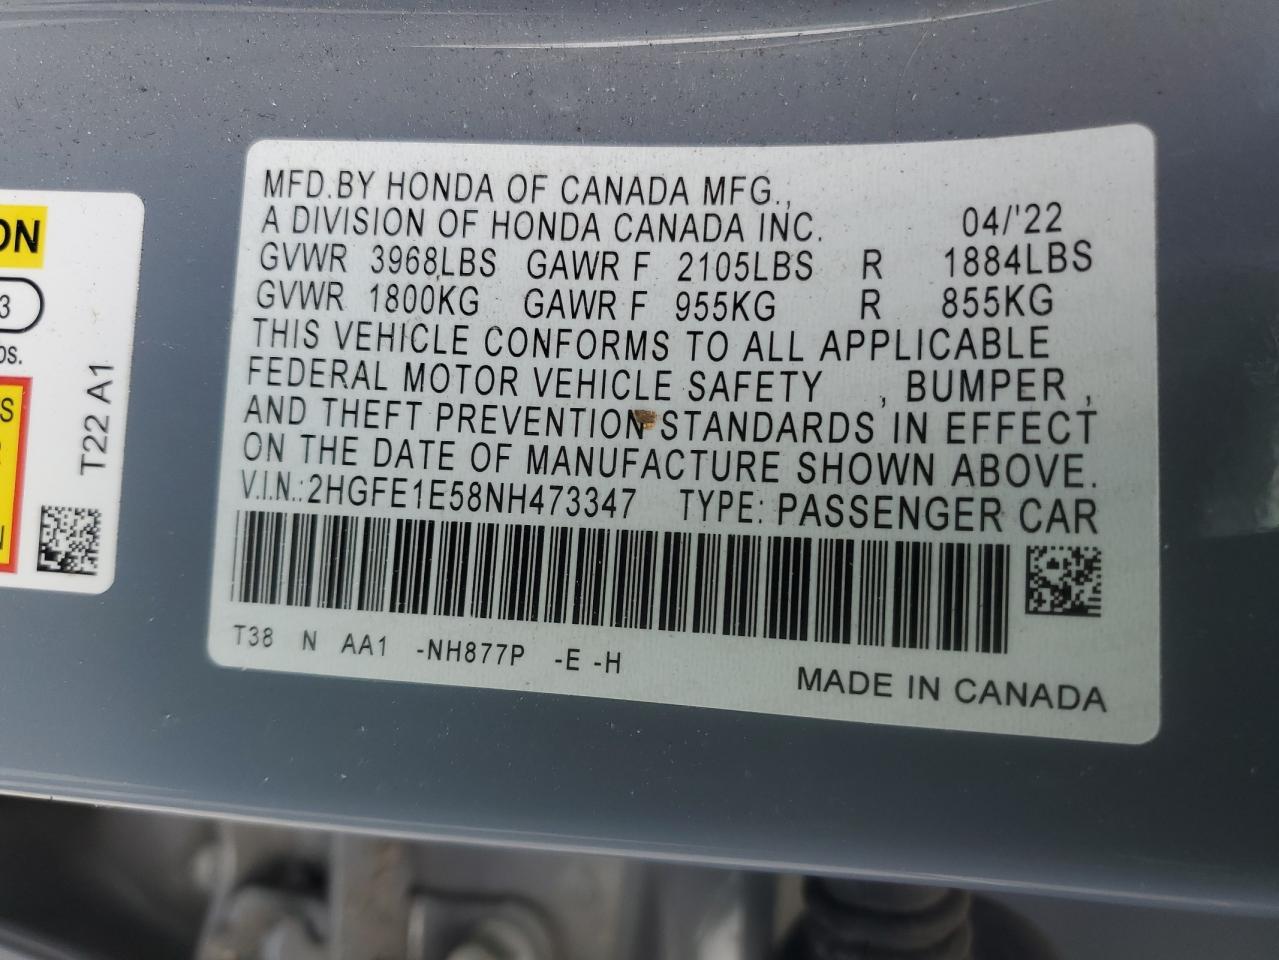 MFD.BY HONDA OF CANADA MFG.,
A DIVISION OF HONDA CANADA INC. 04/'22
GVWR 3968LBS GAWR F 2105LBS R 1884LBS
GVWR 1800KG GAWR F 955KG R 855KG
THIS VEHICLE CONFORMS TO ALL APPLICABLE
FEDERAL MOTOR VEHICLE SAFETY , BUMPER ,
AND THEFT PREVENTION STANDARDS IN EFFECT
ON THE DATE OF MANUFACTURE SHOWN ABOVE.
V.I.N.:2HGFE1E58NH473347 TYPE: PASSENGER CAR
T38 N AA1 -NH877P -E -H
MADE IN CANADA
ON
3
os.
S
N
T22 A1